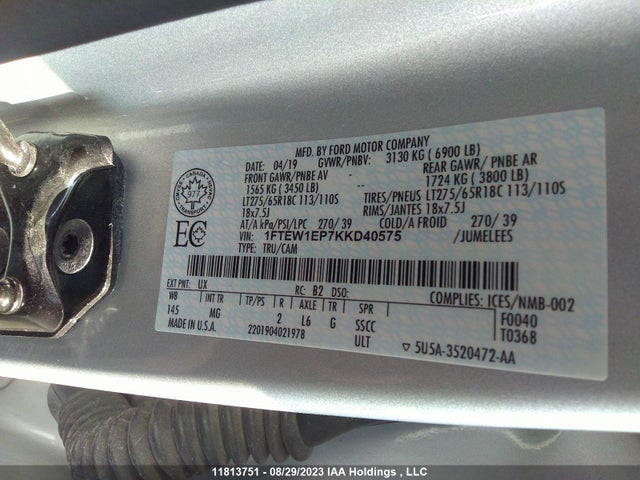 MFD. BY FORD MOTOR COMPANY
DATE: 04/19 GVWR/PNBV: 3130 KG ( 6900 LB)
FRONT GAWR/PNBE AV -- REAR GAWR/ PNBE AR
1565 KG ( 3450 LB) -- 1724 KG ( 3800 LB)
LT275/65R18C 113/110S TIRES/PNEUS LT275/65R18C 113/110S
18x7.5J RIMS/JANTES 18x7.5J
AT/A kPa/PSI/LPC 270/ 39 COLD/A FROID 270/ 39
VIN: 1FTEW1EP7KKD40575 /JUMELEES
TYPE: TRU/CAM
CANADA
977
TRANSPORT
EC
EXT PNT: UX RC: B2 DSO: COMPLIES: ICES/NMB-002
WB INT TR TP/PS R AXLE TR SPR F0040
145 MG 2 L6 G SSCC T0368
MADE IN U.S.A. 2201904021978 ULT ▽ 5U5A-3520472-AA
11813751 - 08/29/2023 IAA Holdings , LLC